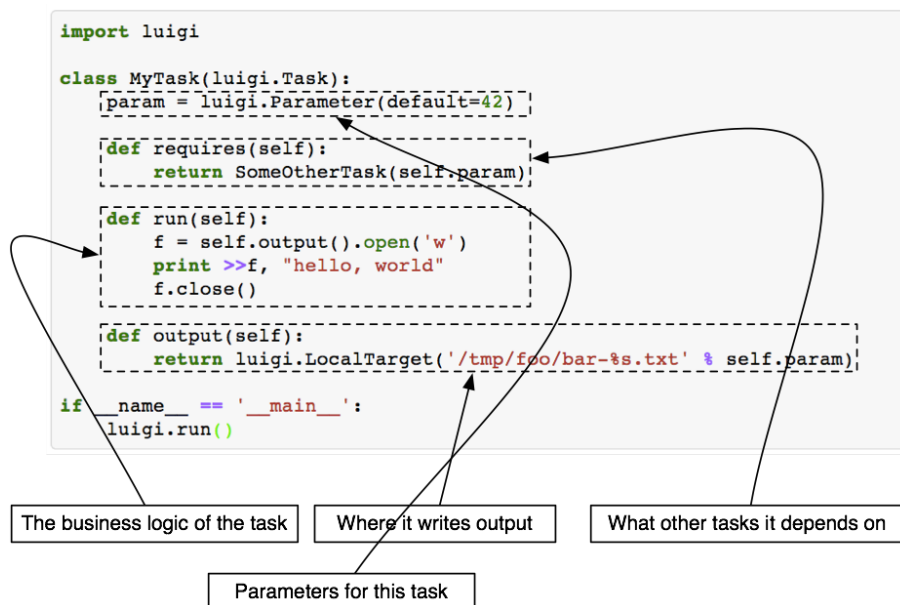 import luigi
class MyTask(luigi.Task):
param = luigi.Parameter(default=42)
def requires(self):
return SomeOtherTask(self.param)
def run(self):
f = self.output().open('w')
print >>f, "hello, world"
f.close()
def output(self):
return luigi.LocalTarget('/tmp/foo/bar-%s.txt' % self.param)
if __name__ == '__main__':
luigi.run()
The business logic of the task
Where it writes output
What other tasks it depends on
Parameters for this task